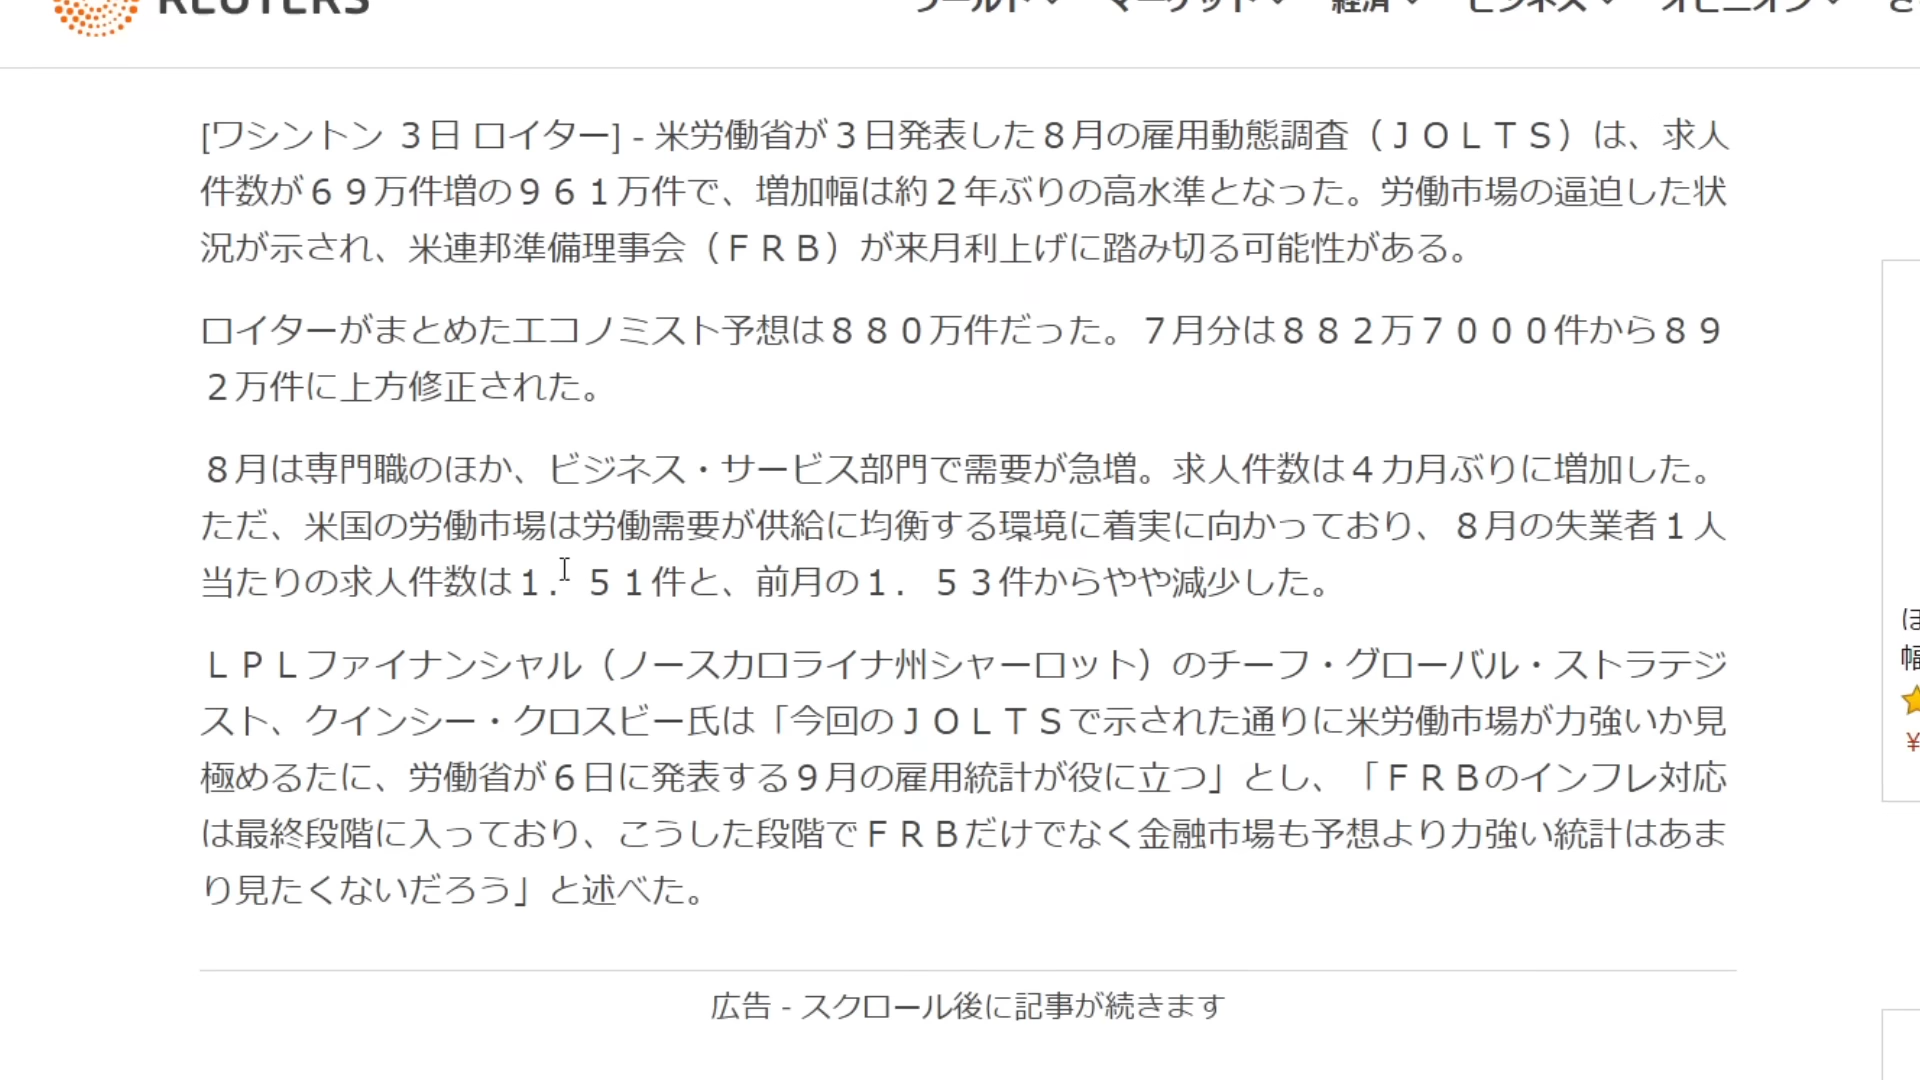 REUTERS
ワールド マーケット 経済 ビジネス オピニオン
[ワシントン ３日 ロイター] - 米労働省が３日発表した８月の雇用動態調査（ＪＯＬＴＳ）は、求人
件数が６９万件増の９６１万件で、増加幅は約２年ぶりの高水準となった。労働市場の逼迫した状
況が示され、米連邦準備理事会（ＦＲＢ）が来月利上げに踏み切る可能性がある。
ロイターがまとめたエコノミスト予想は８８０万件だった。７月分は８８２万７０００件から８９
２万件に上方修正された。
８月は専門職のほか、ビジネス・サービス部門で需要が急増。求人件数は４カ月ぶりに増加した。
ただ、米国の労働市場は労働需要が供給に均衡する環境に着実に向かっており、８月の失業者１人
当たりの求人件数は１．５１件と、前月の１．５３件からやや減少した。
ＬＰＬファイナンシャル（ノースカロライナ州シャーロット）のチーフ・グローバル・ストラテジ
スト、クインシー・クロスビー氏は「今回のＪＯＬＴＳで示された通りに米労働市場が力強いか見
極めるたに、労働省が６日に発表する９月の雇用統計が役に立つ」とし、「ＦＲＢのインフレ対応
は最終段階に入っており、こうした段階でＦＲＢだけでなく金融市場も予想より力強い統計はあま
り見たくないだろう」と述べた。
ほ
幅
¥
広告 - スクロール後に記事が続きます